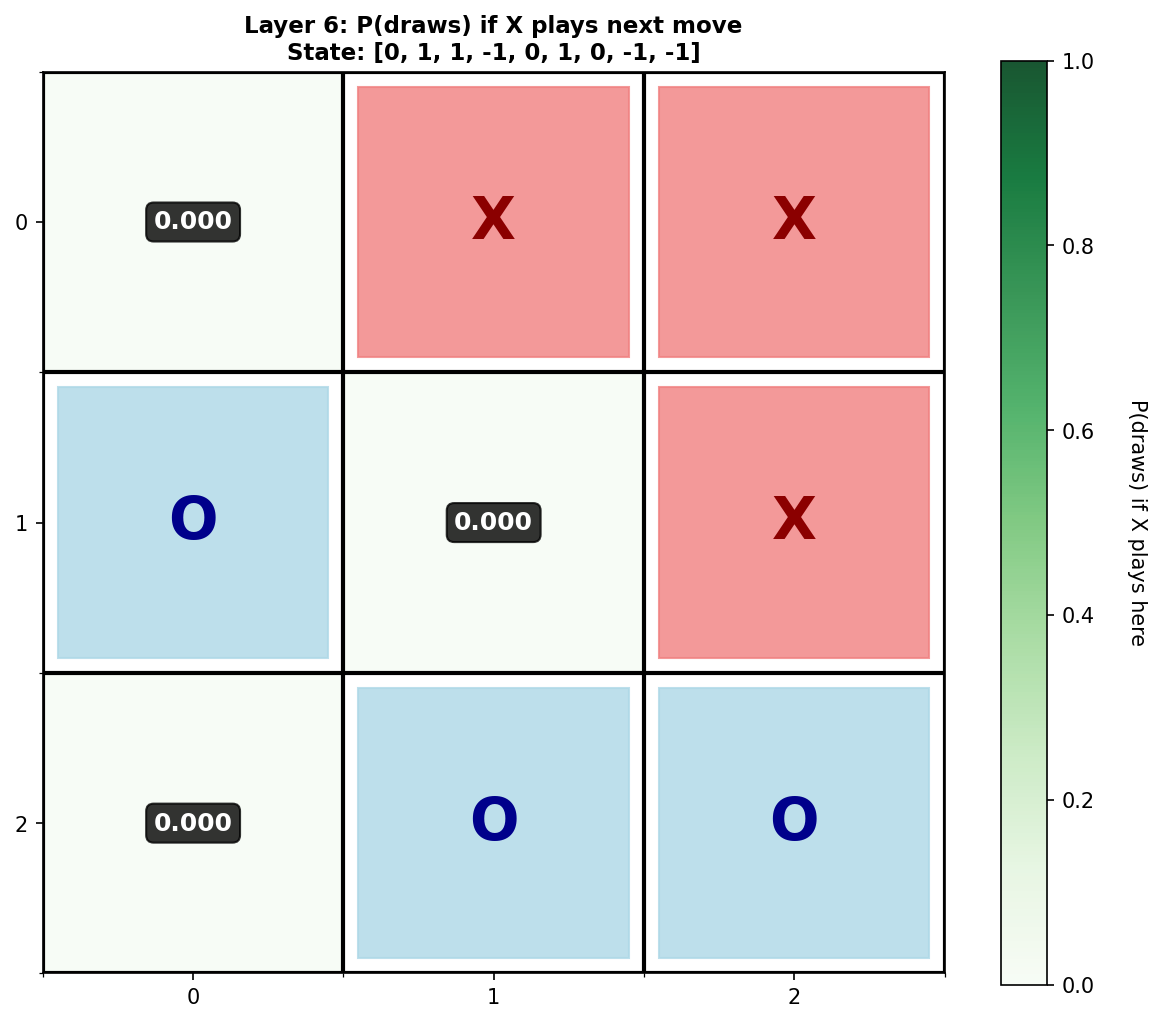 Layer 6: P(draws) if X plays next move
State: [0, 1, 1, -1, 0, 1, 0, -1, -1]
1.0
0.8
0.6
0.4
0.2
0.0
P(draws) if X plays here
0
0.000
X
X
1
O
0.000
X
2
0.000
O
O
0
1
2